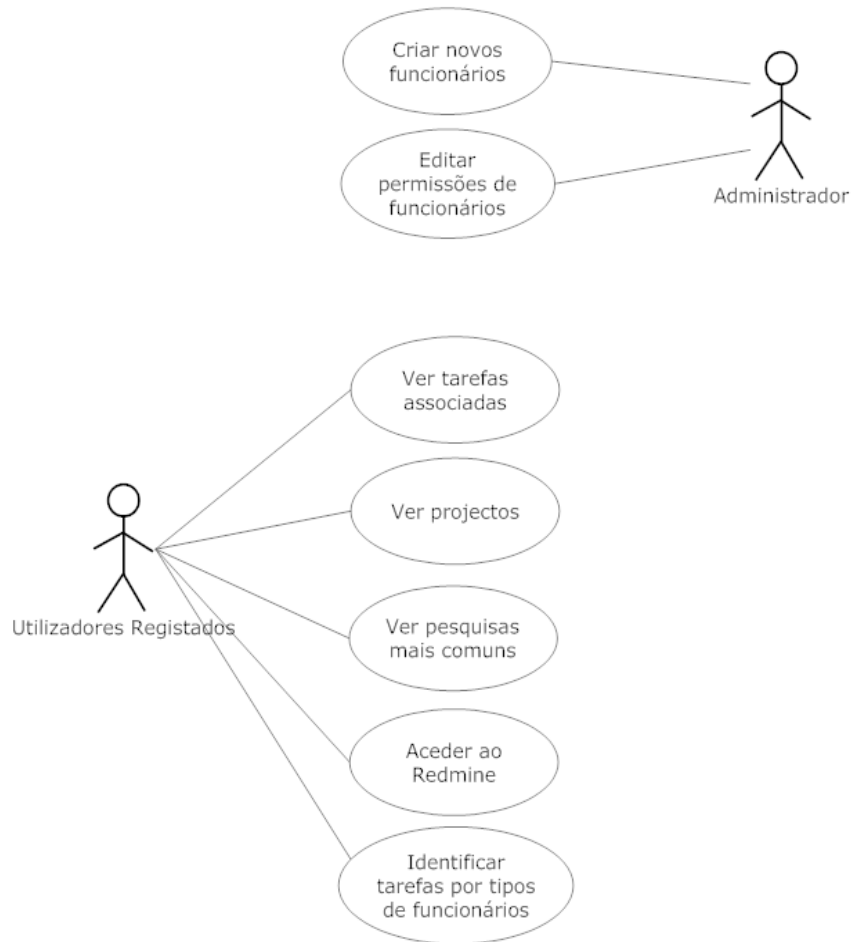 Criar novos
funcionários
Editar
permissões de
funcionários
Administrador
Ver tarefas
associadas
Ver projectos
Utilizadores Registados
Ver pesquisas
mais comuns
Aceder ao
Redmine
Identificar
tarefas por tipos
de funcionários